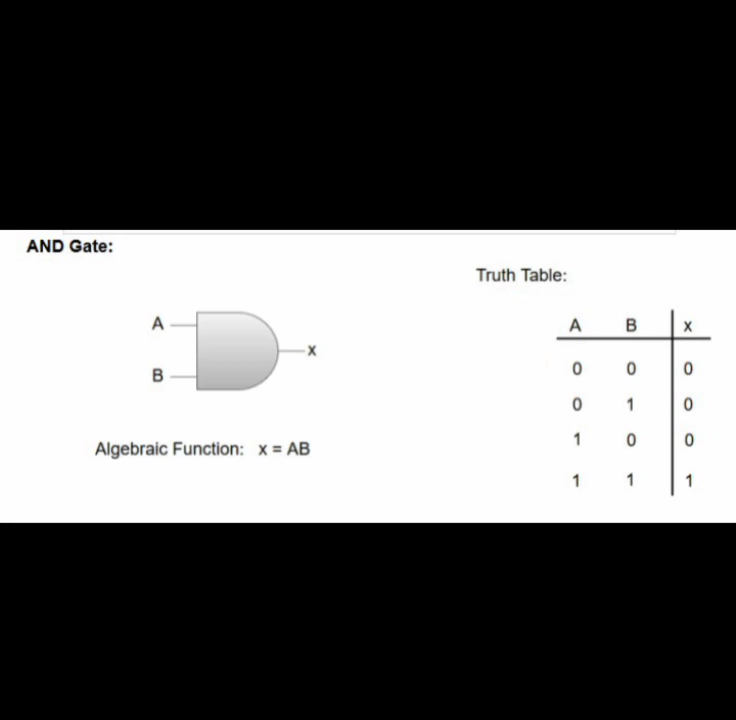 AND Gate:
Truth Table:
A
B
x
Algebraic Function: x = AB
A B x
0 0 0
0 1 0
1 0 0
1 1 1